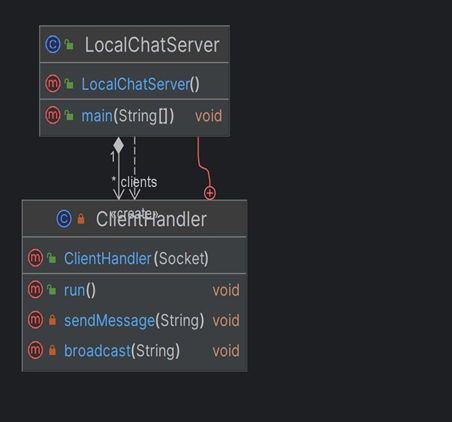 LocalChatServer
LocalChatServer()
main(String[]) void
1
* clients
«create»
ClientHandler
ClientHandler(Socket)
run() void
sendMessage(String) void
broadcast(String) void